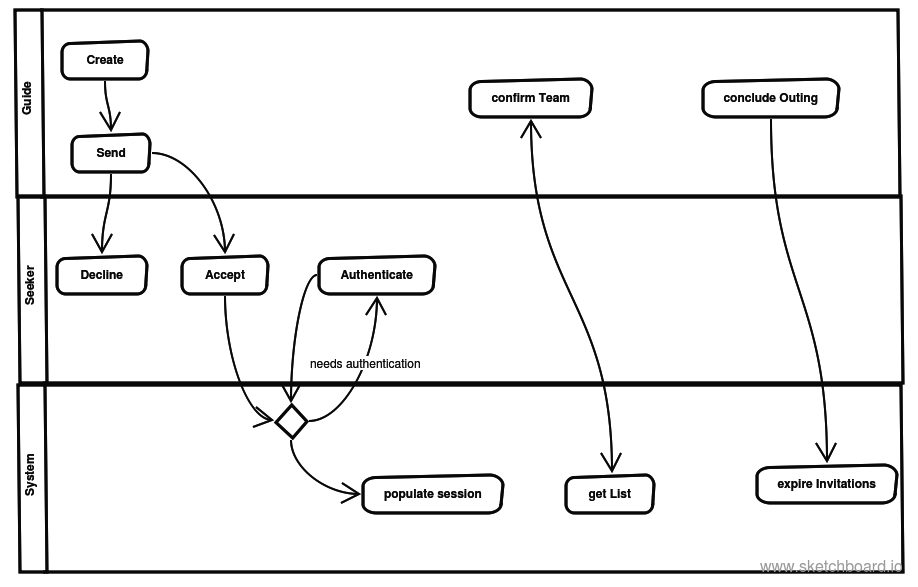 Guide
Create
Send
confirm Team
conclude Outing
Seeker
Decline
Accept
Authenticate
needs authentication
System
populate session
get List
expire Invitations
www.sketchboard.io